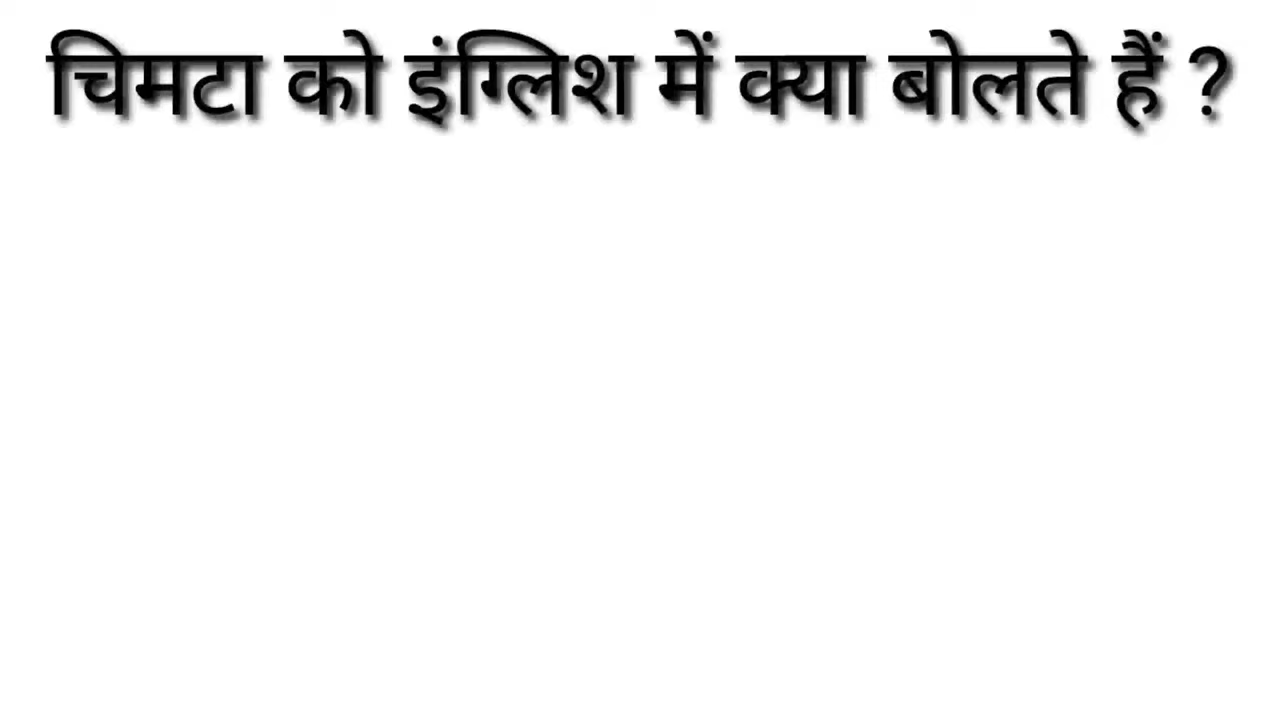 चिमटा को इंग्लिश में क्या बोलते हैं ?